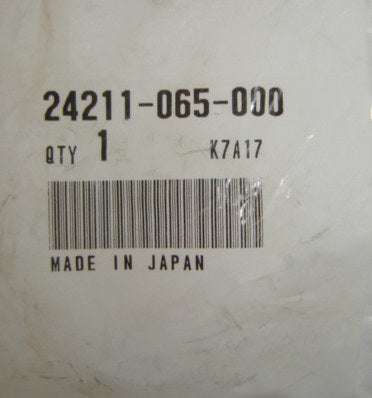 24211-065-000
QTY 1 K7A17
MADE IN JAPAN